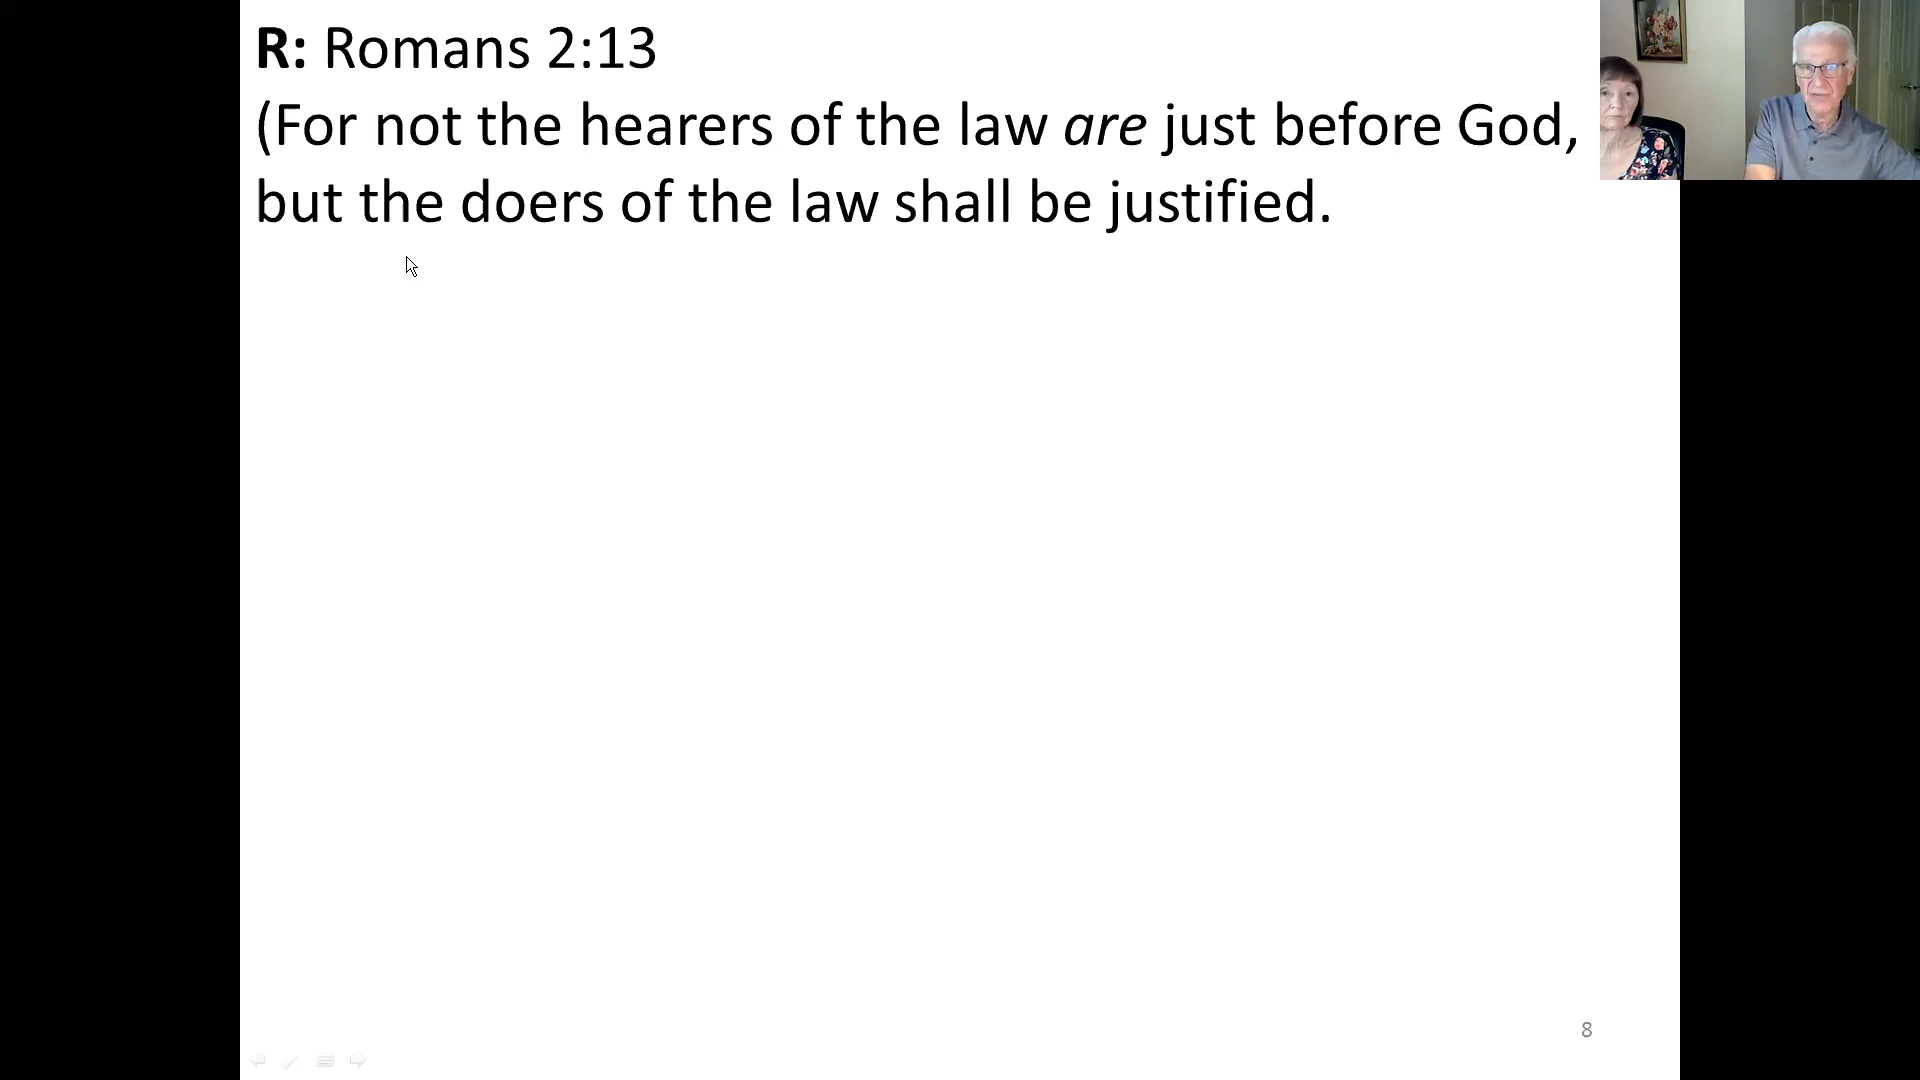 R: Romans 2:13
(For not the hearers of the law are just before God,
but the doers of the law shall be justified.
8